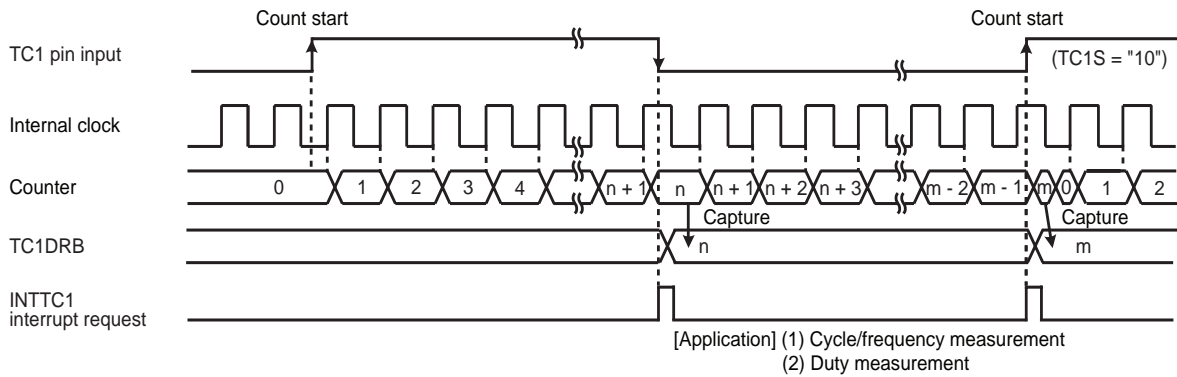 Count start Count start
TC1 pin input (TC1S = "10")
Internal clock
Counter 0 1 2 3 4 n + 1 n n + 1 n + 2 n + 3 m - 2 m - 1 m 0 1 2
Capture Capture
TC1DRB n m
INTTC1
interrupt request
[Application] (1) Cycle/frequency measurement
(2) Duty measurement